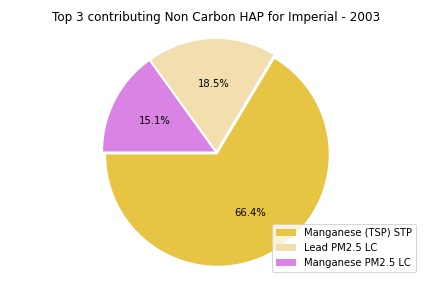 Top 3 contributing Non Carbon HAP for Imperial - 2003
18.5%
15.1%
66.4%
Manganese (TSP) STP
Lead PM2.5 LC
Manganese PM2.5 LC